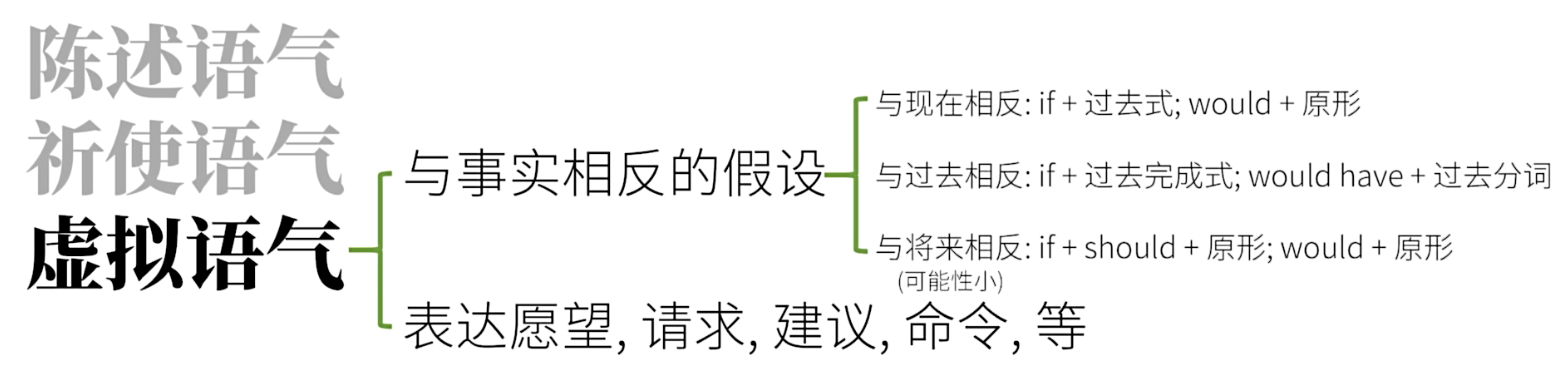 陈述语气
祈使语气
虚拟语气
与事实相反的假设
与现在相反: if + 过去式; would + 原形
与过去相反: if + 过去完成式; would have + 过去分词
与将来相反: if + should + 原形; would + 原形
(可能性小)
表达愿望, 请求, 建议, 命令, 等